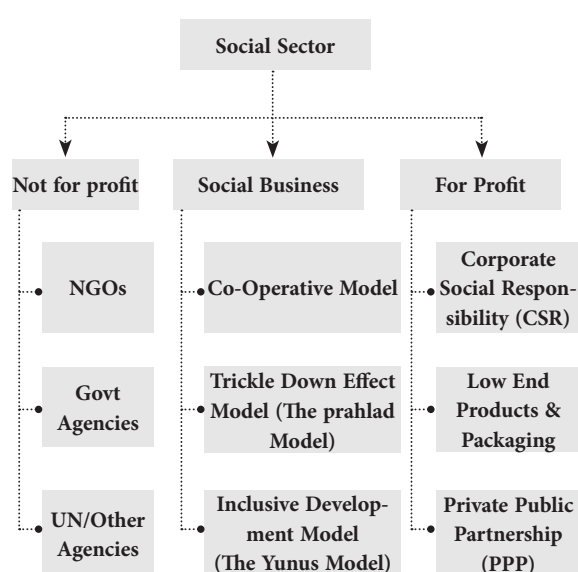 Social Sector
Not for profit
Social Business
For Profit
NGOs
Co-Operative Model
Corporate
Social Respon-
sibility (CSR)
Govt
Agencies
Trickle Down Effect
Model (The prahlad
Model)
Low End
Products &
Packaging
UN/Other
Agencies
Inclusive Develop-
ment Model
(The Yunus Model)
Private Public
Partnership
(PPP)